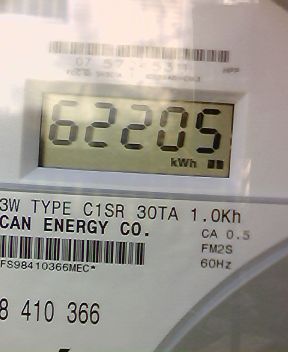 62205
kWh
3W TYPE C1SR 30TA 1.0Kh
CAN ENERGY CO.
CA 0.5
FM2S
60Hz
FS98410366MEC*
8 410 366